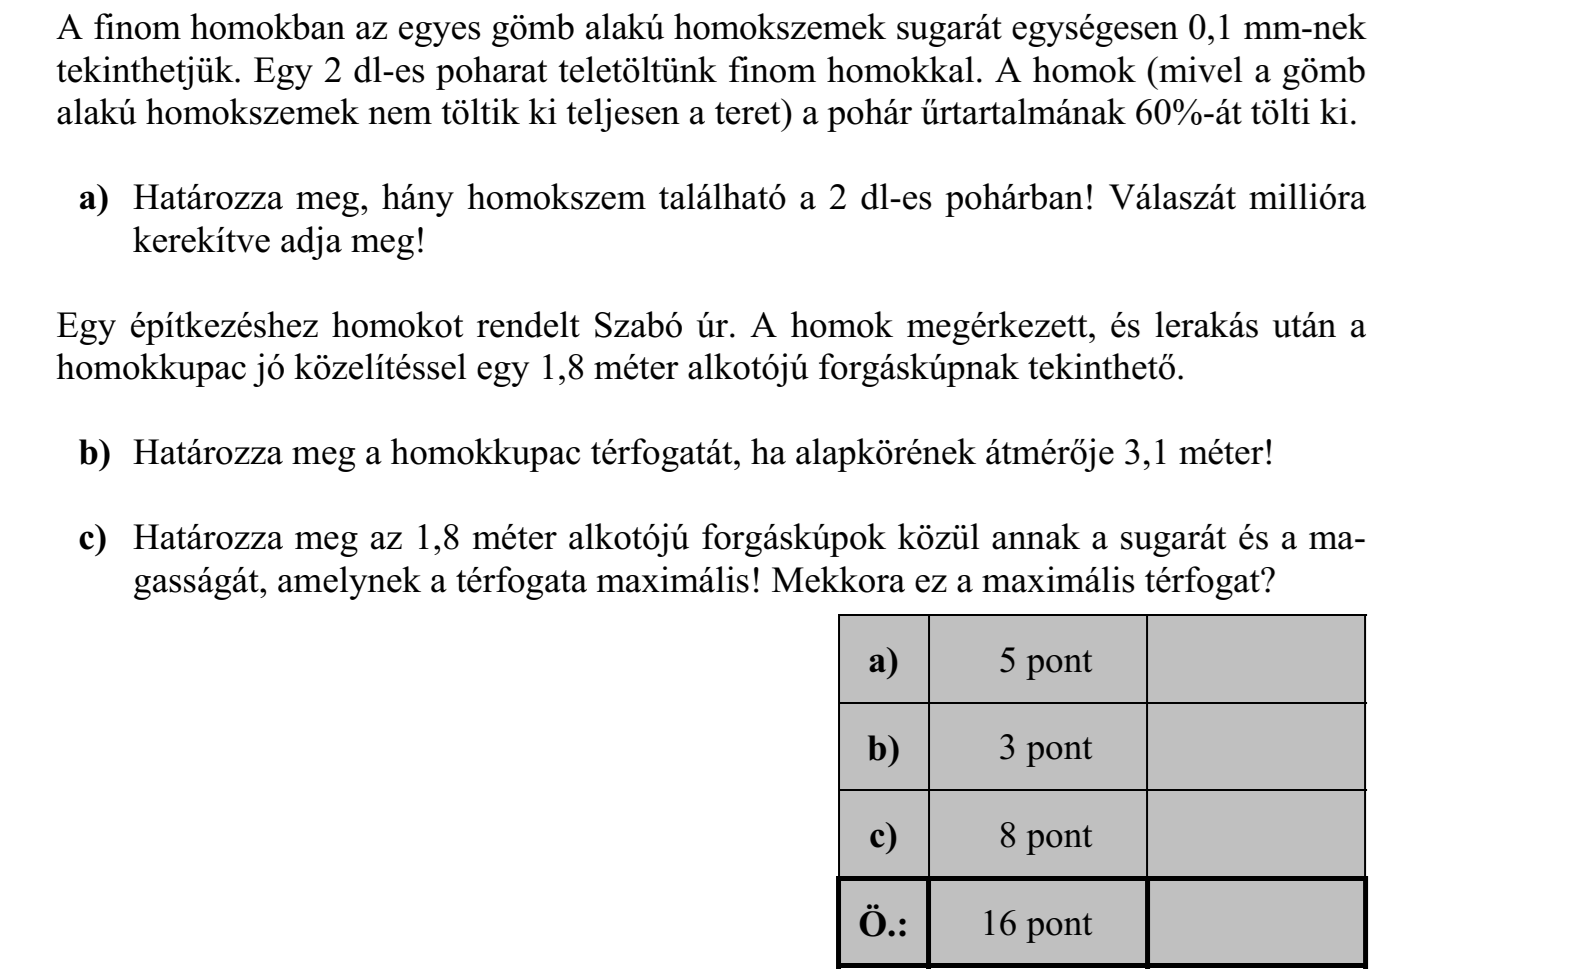 A finom homokban az egyes gömb alakú homokszemek sugarát egységesen 0,1 mm-nek
tekinthetjük. Egy 2 dl-es poharat teletöltünk finom homokkal. A homok (mivel a gömb
alakú homokszemek nem töltik ki teljesen a teret) a pohár űrtartalmának 60%-át tölti ki.
a) Határozza meg, hány homokszem található a 2 dl-es pohárban! Válaszát millióra
kerekítve adja meg!
Egy építkezéshez homokot rendelt Szabó úr. A homok megérkezett, és lerakás után a
homokkupac jó közelítéssel egy 1,8 méter alkotójú forgáskúpnak tekinthető.
b) Határozza meg a homokkupac térfogatát, ha alapkörének átmérője 3,1 méter!
c) Határozza meg az 1,8 méter alkotójú forgáskúpok közül annak a sugarát és a ma-
gasságát, amelynek a térfogata maximális! Mekkora ez a maximális térfogat?
a) 5 pont
b) 3 pont
c) 8 pont
Ö.: 16 pont